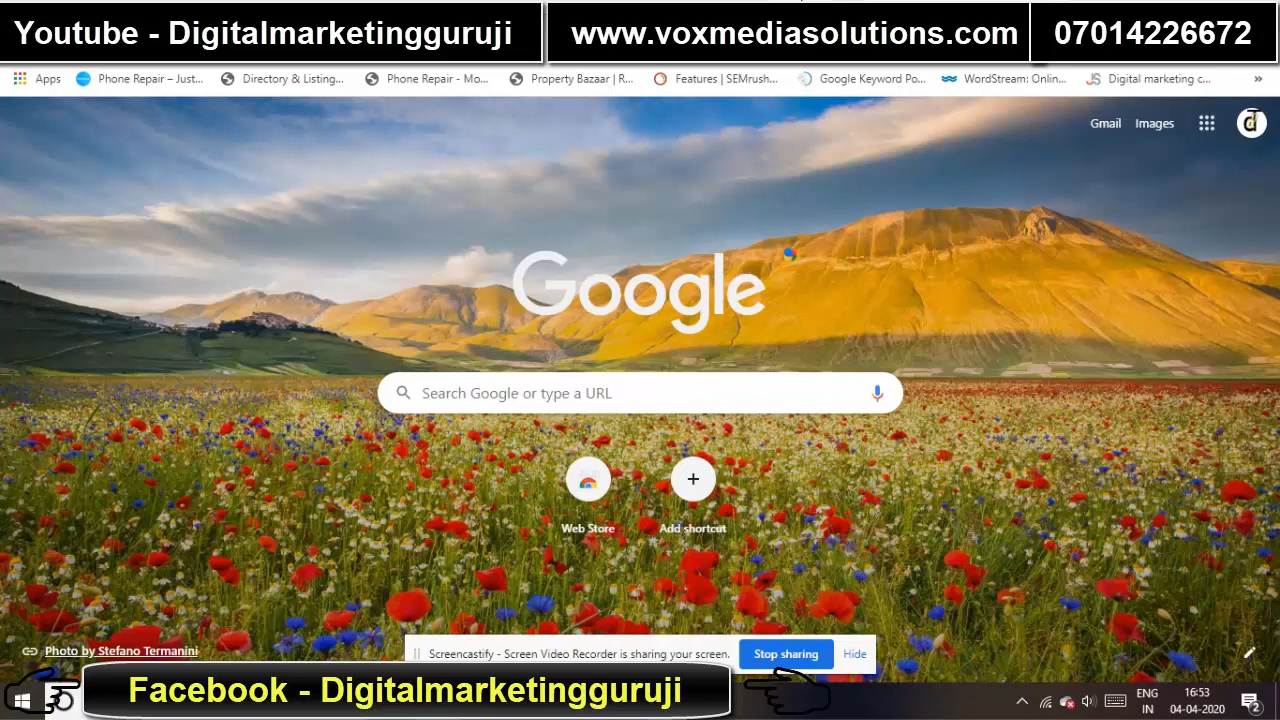 Youtube - Digitalmarketingguruji
www.voxmediasolutions.com
07014226672
Apps
Phone Repair – Just...
Directory & Listing...
Phone Repair - Mo...
Property Bazaar | R...
Features | SEMrush...
Google Keyword Po...
WordStream: Onlin...
Digital marketing c...
»
Gmail
Images
d
Google
Search Google or type a URL
Web Store
Add shortcut
Photo by Stefano Termanini
Screencastify - Screen Video Recorder is sharing your screen.
Stop sharing
Hide
Facebook - Digitalmarketingguruji
ENG
IN
16:53
04-04-2020
2